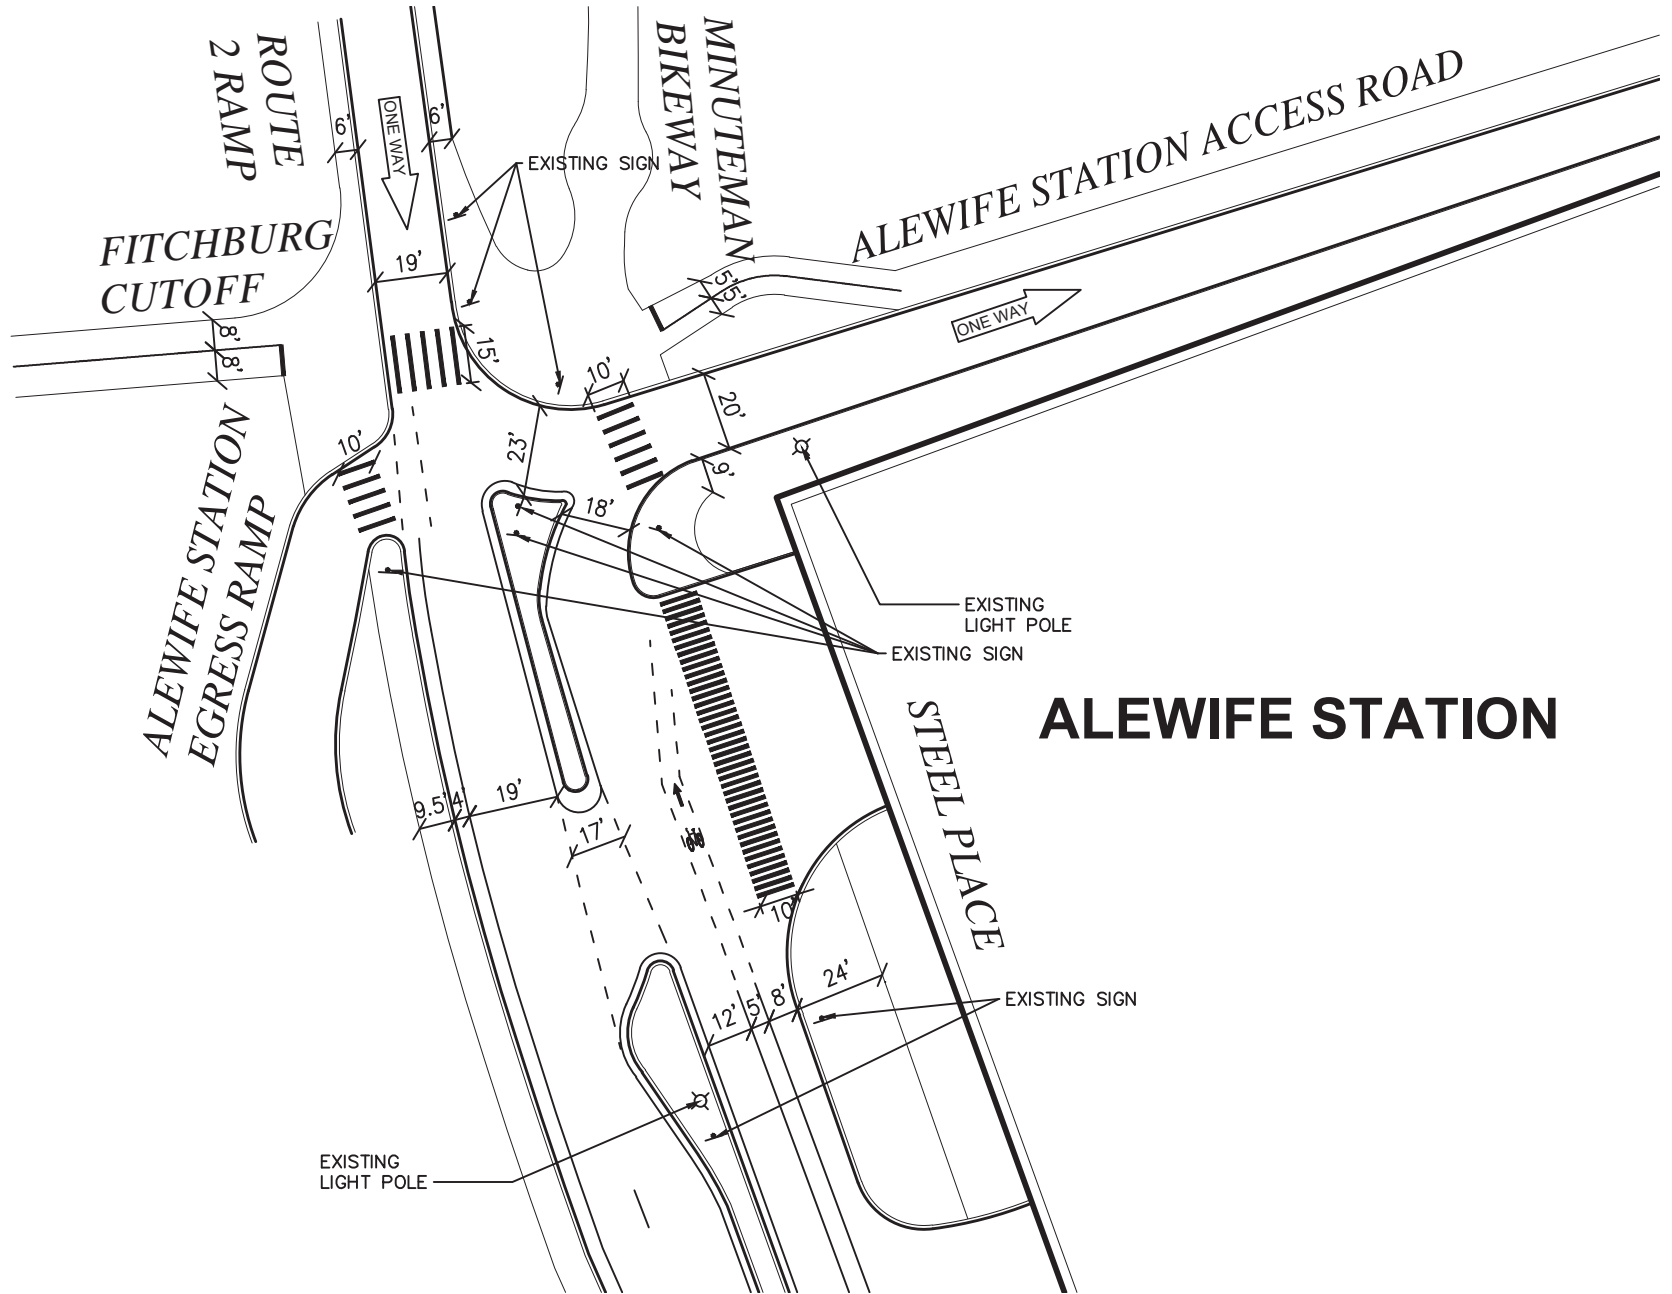 ROUTE
2 RAMP
MINUTEMAN
BIKEWAY
ALEWIFE STATION ACCESS ROAD
6'
6'
ONE WAY
EXISTING SIGN
FITCHBURG
CUTOFF
19'
5'
5'
ONE WAY
8'
8'
15'
10'
20'
10'
23'
9'
18'
ALEWIFE STATION
EGRESS RAMP
EXISTING
LIGHT POLE
EXISTING SIGN
ALEWIFE STATION
STEEL PLACE
9.5'
4'
19'
17'
10'
24'
12'
5'
8'
EXISTING SIGN
EXISTING
LIGHT POLE